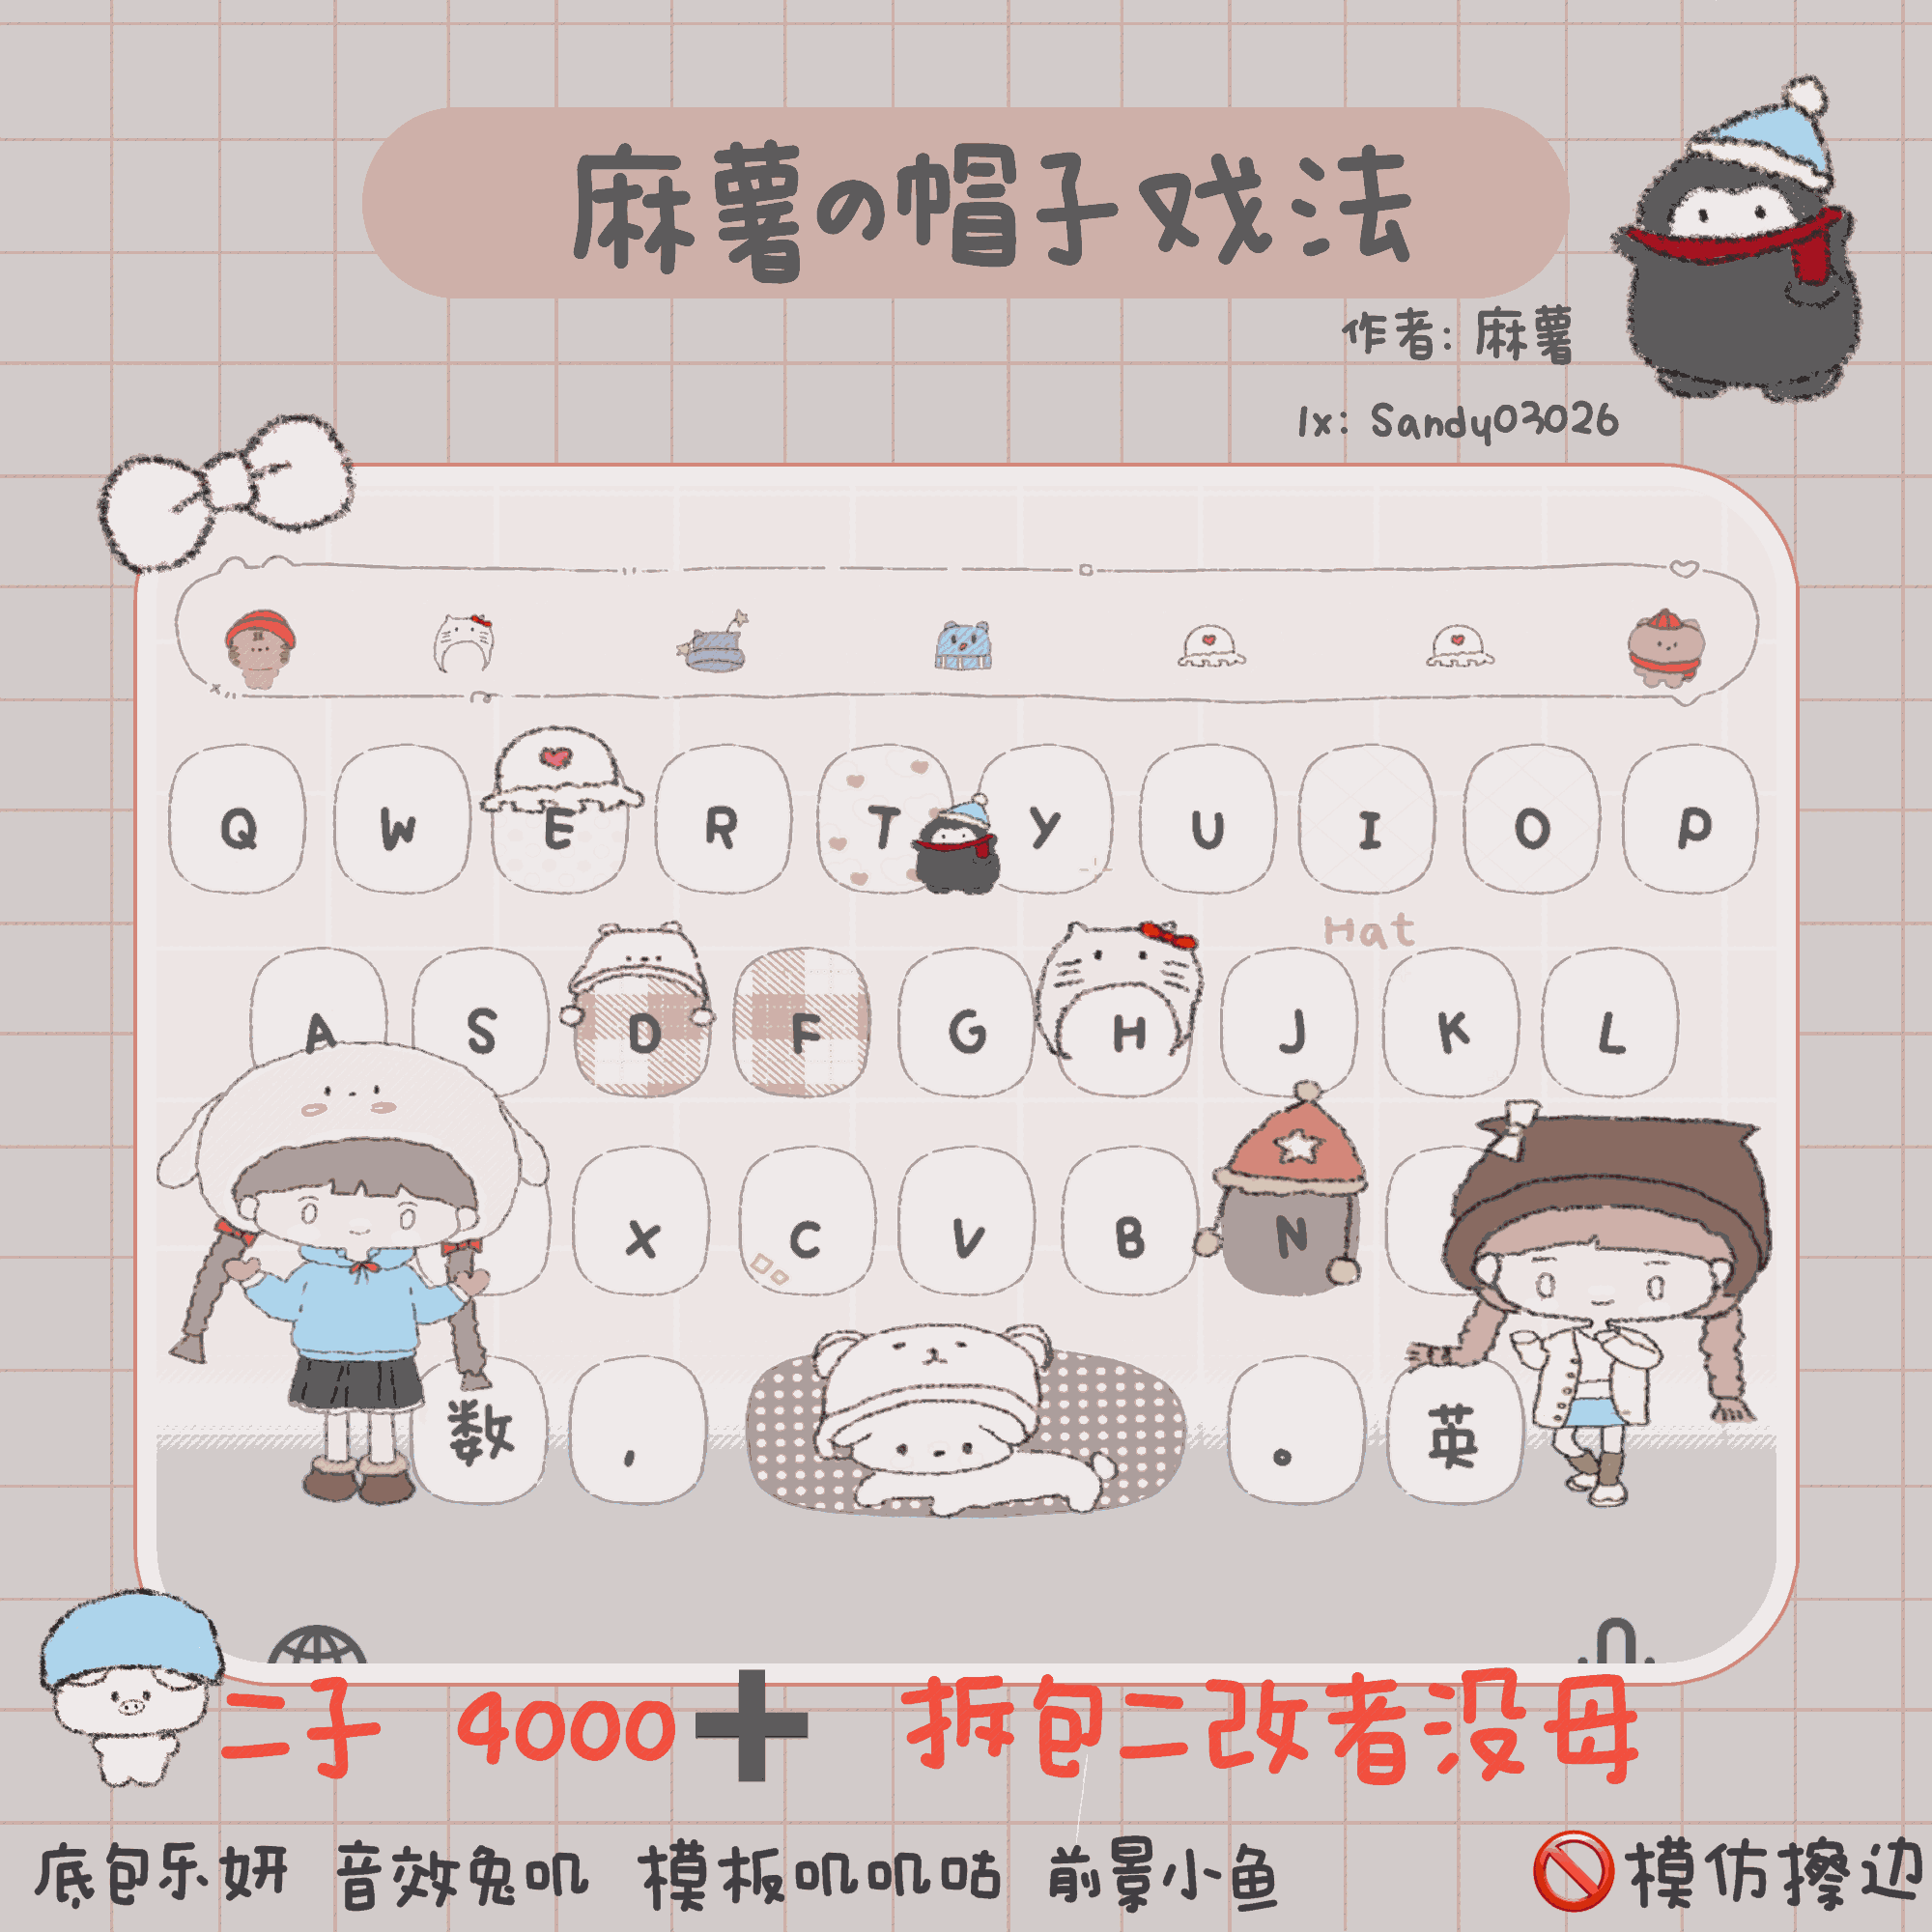 麻薯の帽子戏法
作者: 麻薯
lx: Sandy03026
Q W E R T Y U I O P
Hat
A S D F G H J K L
X C V B N
数 , 。 英
二子 4000➕ 拆包二改者没母
底包乐妍 音效兔叽 模板叽叽咕 前景小鱼 🚫模仿擦边